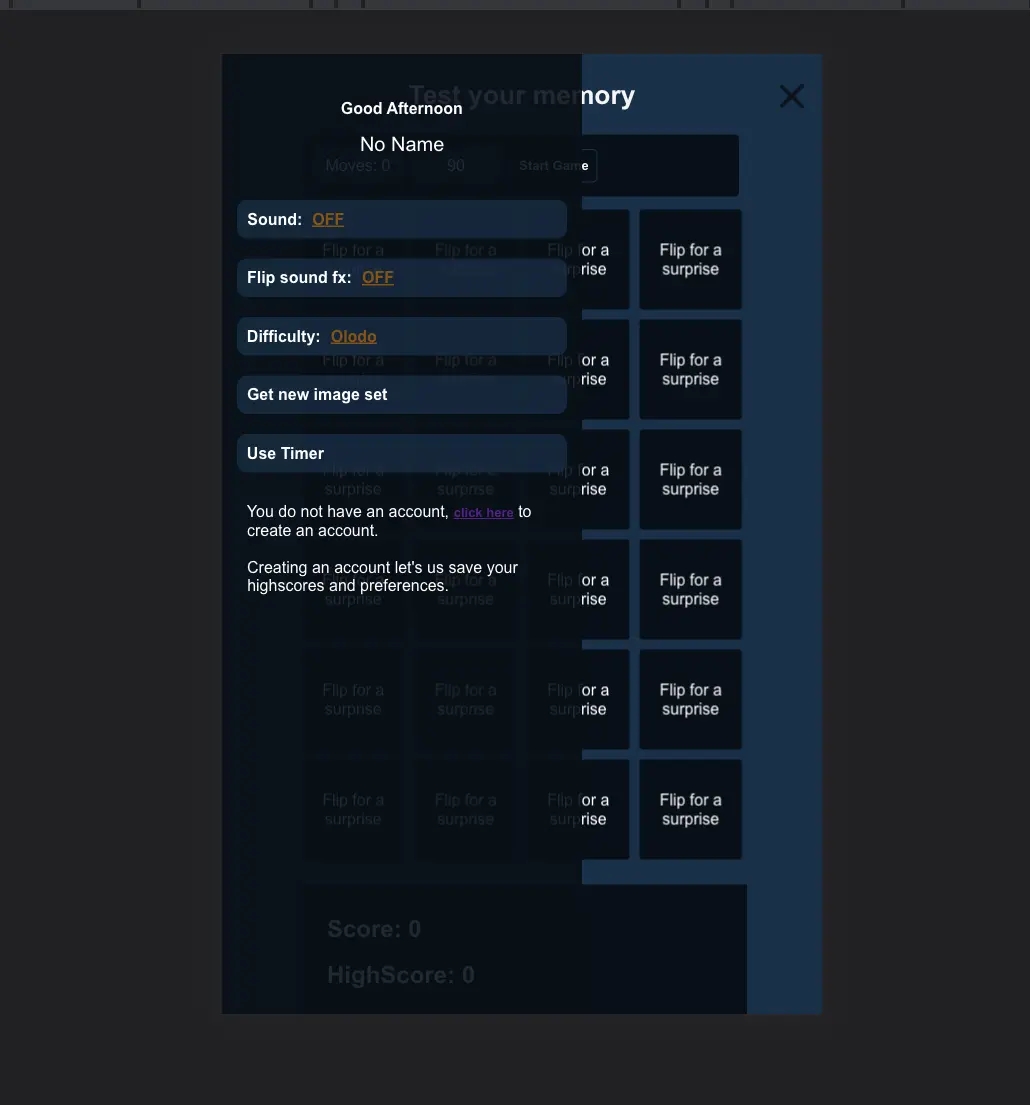 Test your memory
Good Afternoon
No Name
Moves: 0
90
Start Game
Sound: OFF
Flip sound fx: OFF
Difficulty: Olodo
Get new image set
Use Timer
You do not have an account, click here to
create an account.
Creating an account let's us save your
highscores and preferences.
Flip for a
Flip for a
Flip for a
surprise
Flip for a
surprise
Flip for a
Flip for a
Flip for a
surprise
Flip for a
surprise
Flip for a
surprise
Flip for a
surprise
Flip for a
surprise
Flip for a
surprise
Flip for a
surprise
Flip for a
surprise
Flip for a
surprise
Flip for a
surprise
Flip for a
surprise
Flip for a
surprise
Flip for a
surprise
Flip for a
surprise
Flip for a
surprise
Flip for a
surprise
Flip for a
surprise
Flip for a
surprise
Score: 0
HighScore: 0